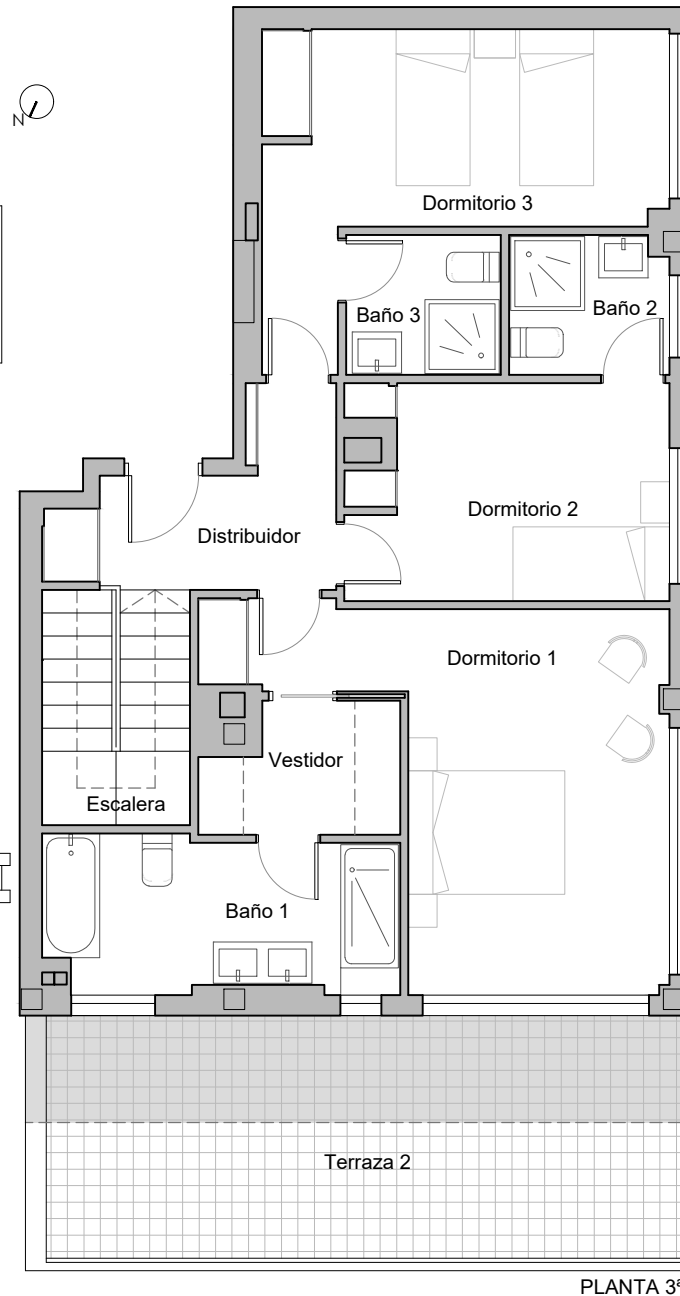 N
Dormitorio 3
Baño 3
Baño 2
Dormitorio 2
Distribuidor
Dormitorio 1
Vestidor
Escalera
Baño 1
Terraza 2
PLANTA 3ª